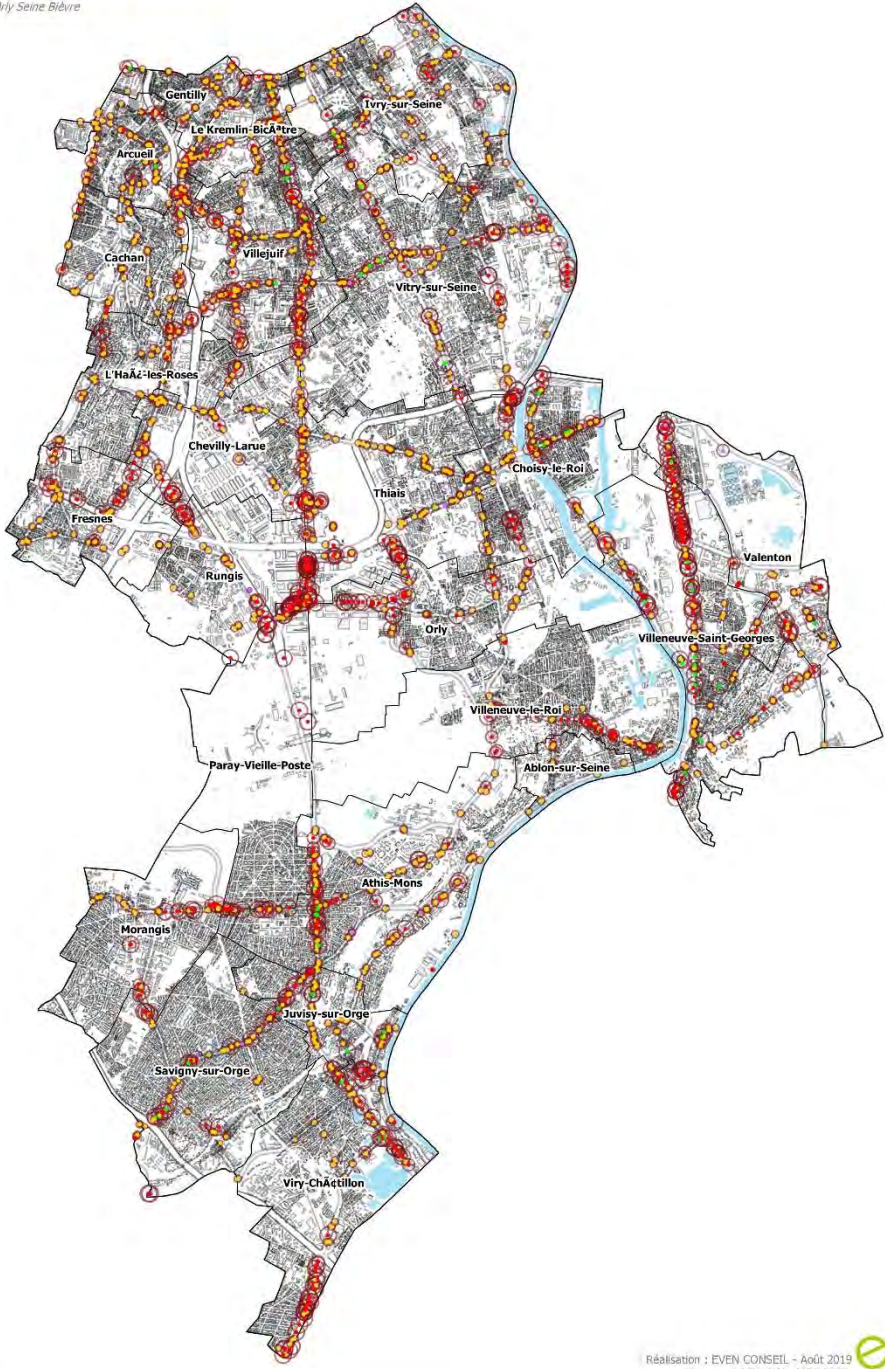 Orly Seine Bièvre
Gentilly
Ivry-sur-Seine
Le Kremlin-BicÃªtre
Arcueil
Cachan
Villejuif
Vitry-sur-Seine
L'HaÃ¿-les-Roses
Chevilly-Larue
Choisy-le-Roi
Thiais
Fresnes
Valenton
Rungis
Orly
Villeneuve-Saint-Georges
Villeneuve-le-Roi
Paray-Vieille-Poste
Ablon-sur-Seine
Athis-Mons
Morangis
Juvisy-sur-Orge
Savigny-sur-Orge
Viry-ChÃ¢tillon
Réalisation : EVEN CONSEIL - Août 2019